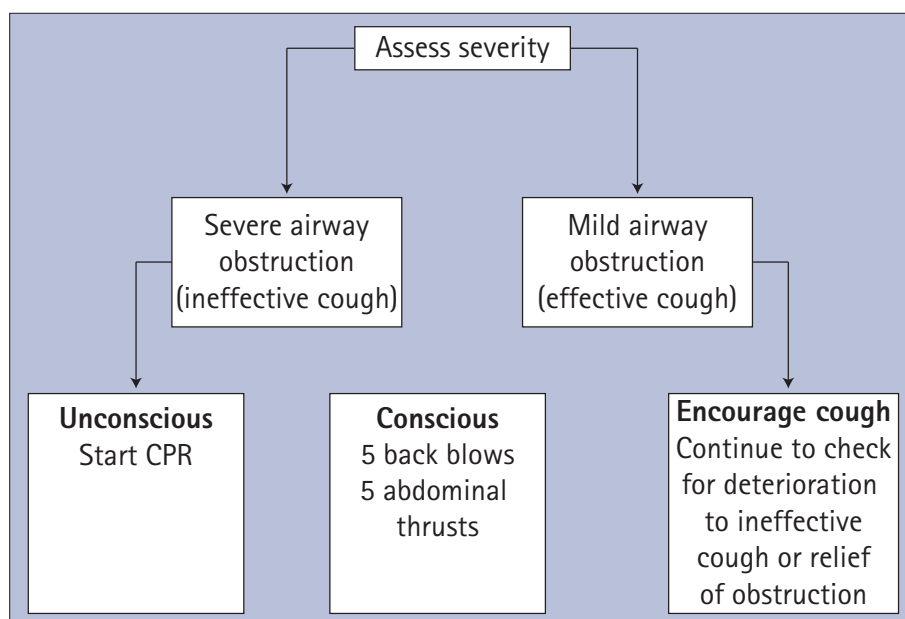 Assess severity
Severe airway
obstruction
(ineffective cough)
Mild airway
obstruction
(effective cough)
Unconscious
Start CPR
Conscious
5 back blows
5 abdominal
thrusts
Encourage cough
Continue to check
for deterioration
to ineffective
cough or relief
of obstruction